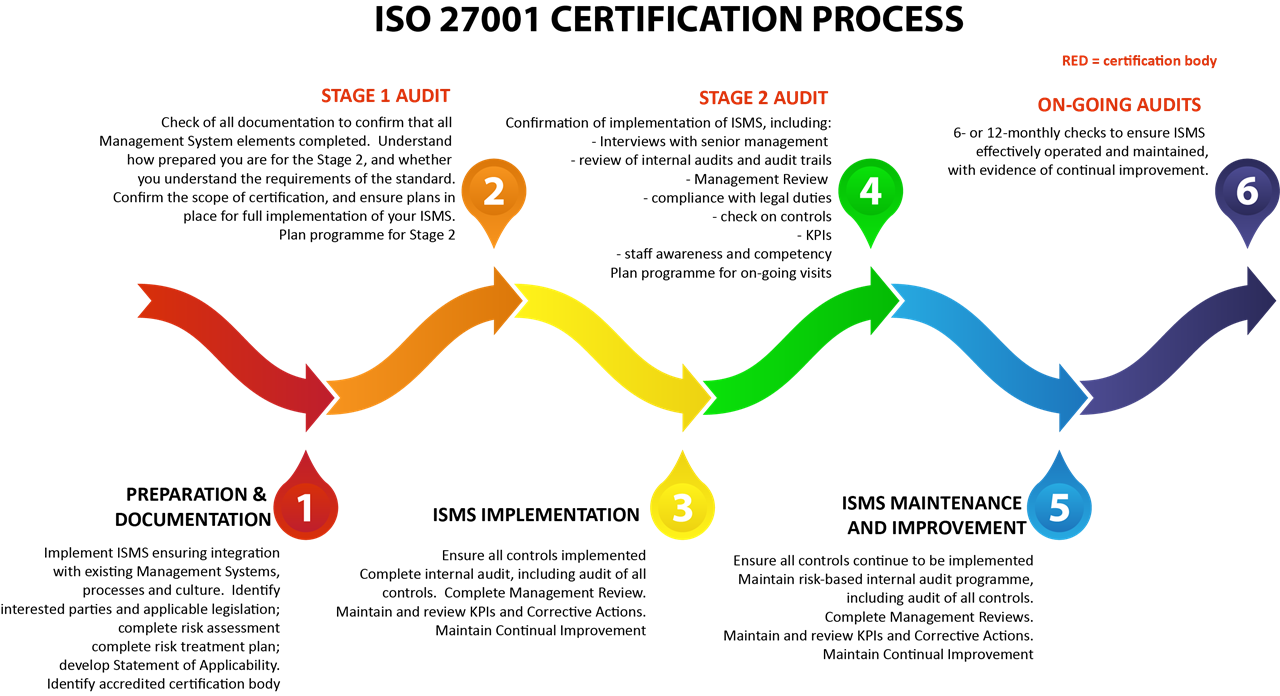 ISO 27001 CERTIFICATION PROCESS
RED = certification body
STAGE 1 AUDIT
Check of all documentation to confirm that all
Management System elements completed. Understand
how prepared you are for the Stage 2, and whether
you understand the requirements of the standard.
Confirm the scope of certification, and ensure plans in
place for full implementation of your ISMS.
Plan programme for Stage 2
2
STAGE 2 AUDIT
Confirmation of implementation of ISMS, including:
- Interviews with senior management
- review of internal audits and audit trails
- Management Review
- compliance with legal duties
- check on controls
- KPIs
- staff awareness and competency
Plan programme for on-going visits
4
ON-GOING AUDITS
6- or 12-monthly checks to ensure ISMS
effectively operated and maintained,
with evidence of continual improvement.
6
PREPARATION &
DOCUMENTATION
1
Implement ISMS ensuring integration
with existing Management Systems,
processes and culture. Identify
interested parties and applicable legislation;
complete risk assessment
complete risk treatment plan;
develop Statement of Applicability.
Identify accredited certification body
ISMS IMPLEMENTATION
3
Ensure all controls implemented
Complete internal audit, including audit of all
controls. Complete Management Review.
Maintain and review KPIs and Corrective Actions.
Maintain Continual Improvement
ISMS MAINTENANCE
AND IMPROVEMENT
5
Ensure all controls continue to be implemented
Maintain risk-based internal audit programme,
including audit of all controls.
Complete Management Reviews.
Maintain and review KPIs and Corrective Actions.
Maintain Continual Improvement